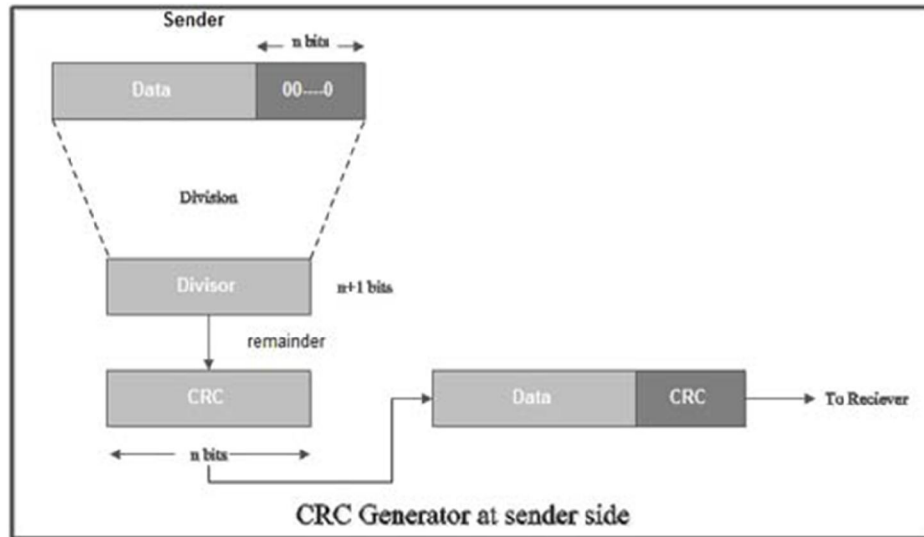 Sender
n bits
Data 00----0
Division
Divisor n+1 bits
remainder
CRC
n bits
Data CRC To Reciever
CRC Generator at sender side